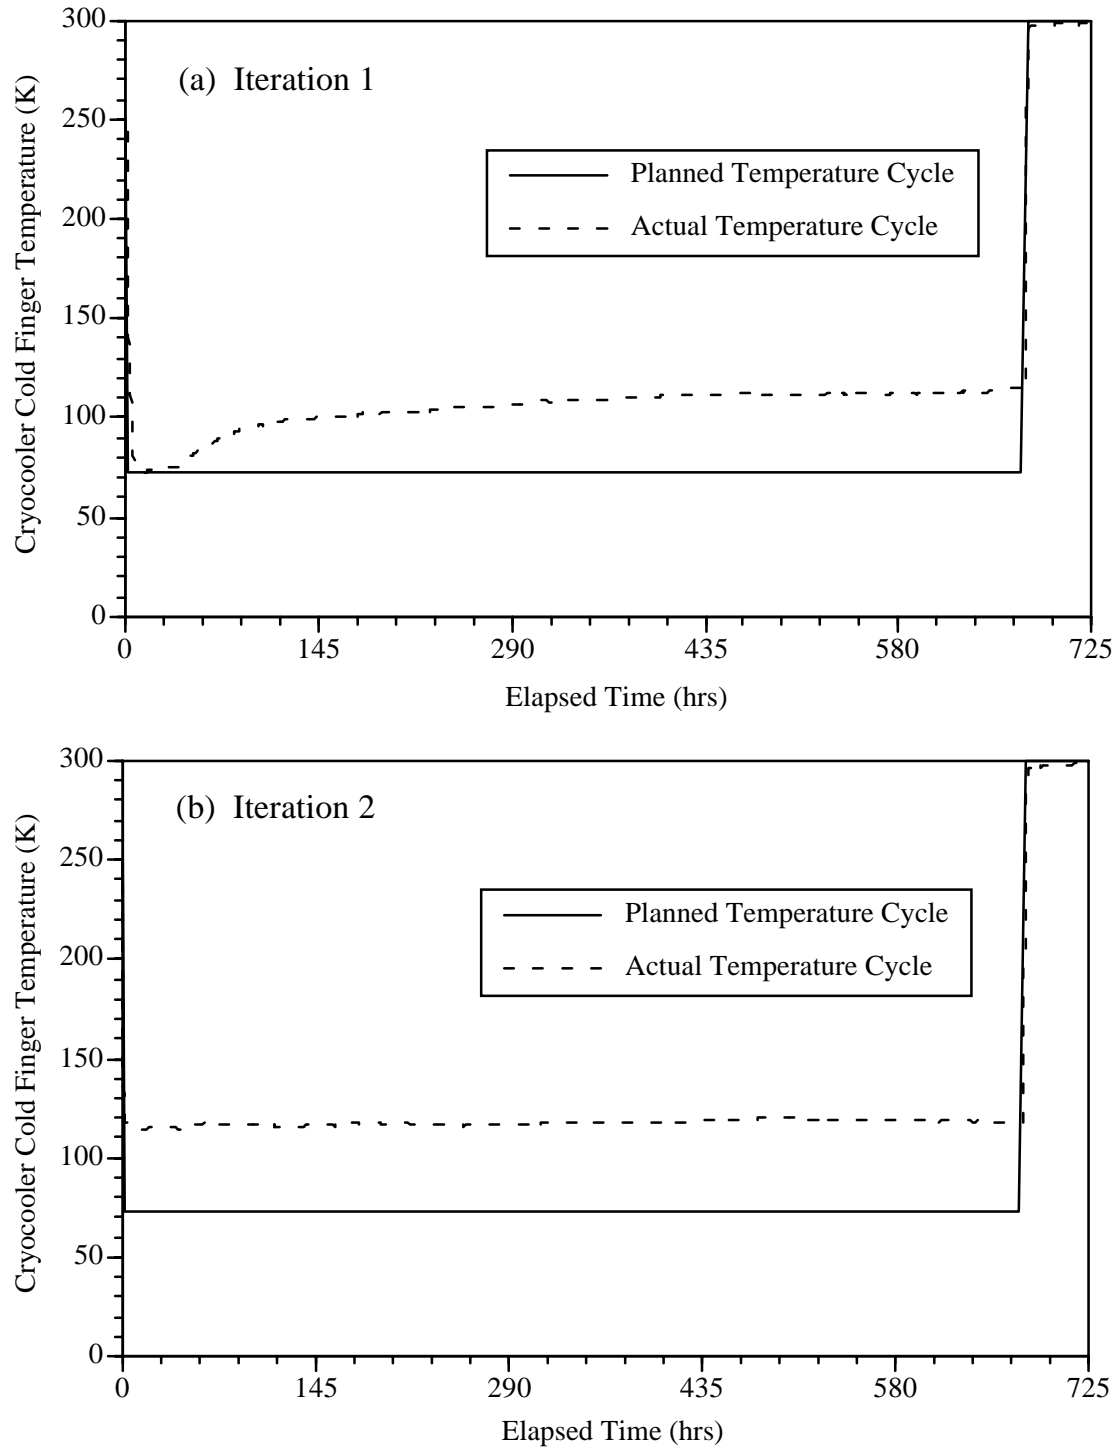 300
(a) Iteration 1
250
Planned Temperature Cycle
Actual Temperature Cycle
200
150
100
50
0
Cryocooler Cold Finger Temperature (K)
0 145 290 435 580 725
Elapsed Time (hrs)
300
(b) Iteration 2
250
Planned Temperature Cycle
Actual Temperature Cycle
200
150
100
50
0
Cryocooler Cold Finger Temperature (K)
0 145 290 435 580 725
Elapsed Time (hrs)